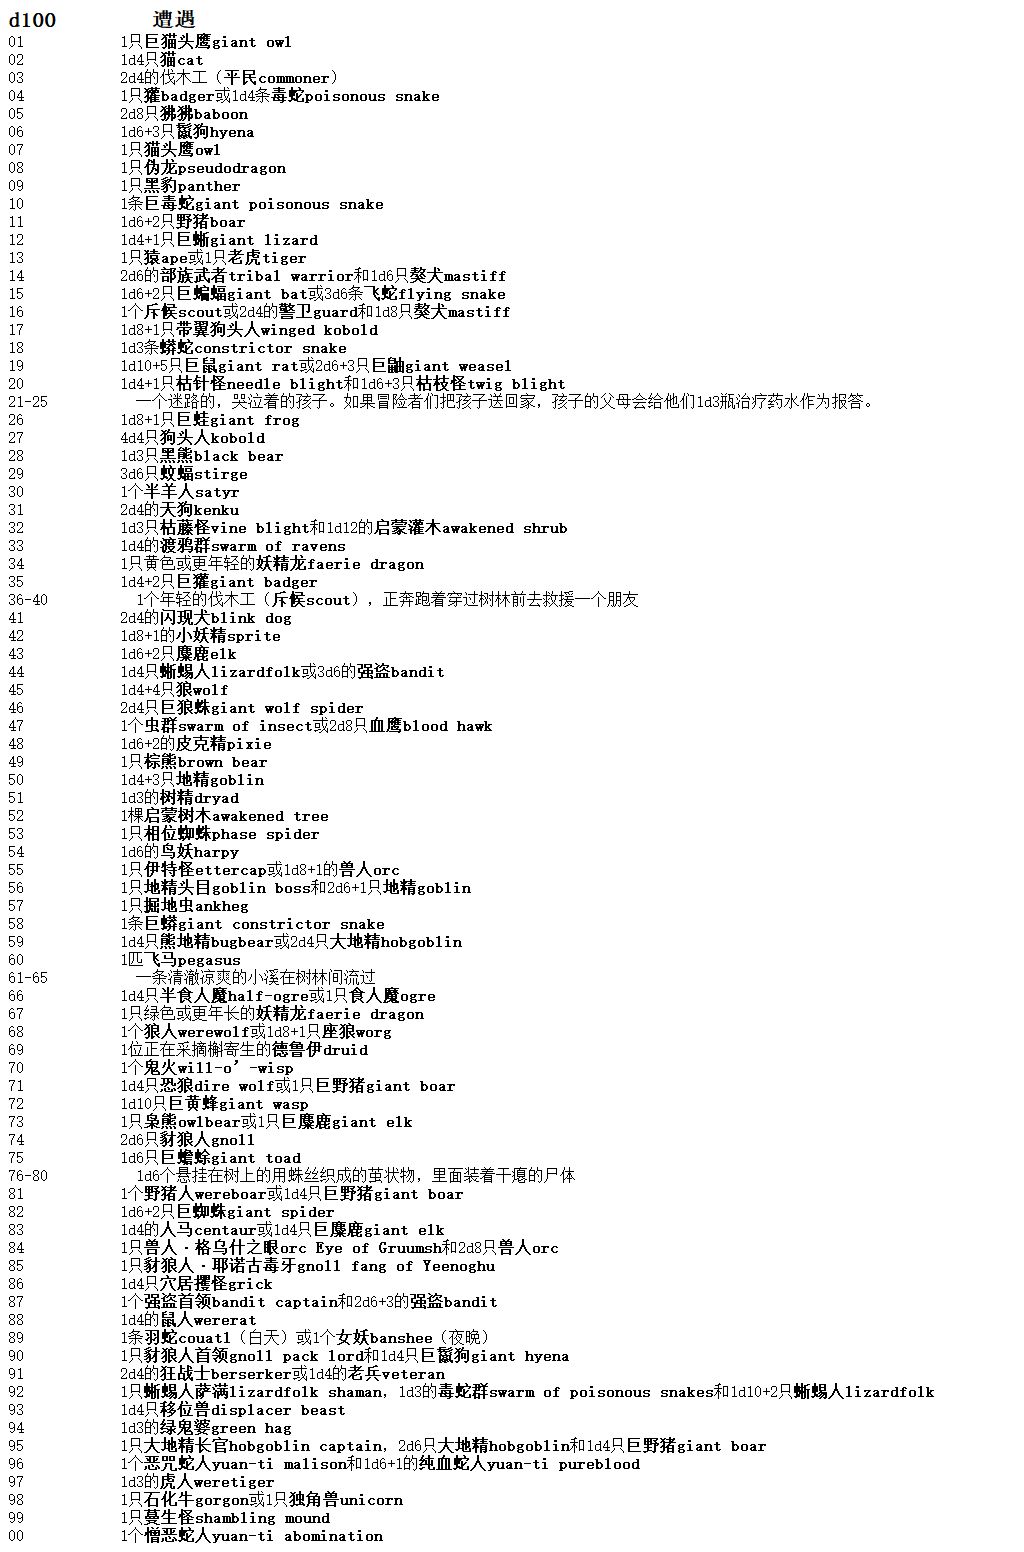 d100 遭遇
01 1只巨猫头鹰giant owl
02 1d4只猫cat
03 2d4的伐木工（平民commoner）
04 1只獾badger或1d4条毒蛇poisonous snake
05 2d8只狒狒baboon
06 1d6+3只鬣狗hyena
07 1只猫头鹰owl
08 1只伪龙pseudodragon
09 1只黑豹panther
10 1条巨毒蛇giant poisonous snake
11 1d6+2只野猪boar
12 1d4+1只巨蜥giant lizard
13 1只猿ape或1只老虎tiger
14 2d6的部族武者tribal warrior和1d6只獒犬mastiff
15 1d6+2只巨蝙蝠giant bat或3d6条飞蛇flying snake
16 1个斥候scout或2d4的警卫guard和1d8只獒犬mastiff
17 1d8+1只带翼狗头人winged kobold
18 1d3条蟒蛇constrictor snake
19 1d10+5只巨鼠giant rat或2d6+3只巨鼬giant weasel
20 1d4+1只枯针怪needle blight和1d6+3只枯枝怪twig blight
21-25 一个迷路的，哭泣着的孩子。如果冒险者们把孩子送回家，孩子的父母会给他们1d3瓶治疗药水作为报答。
26 1d8+1只巨蛙giant frog
27 4d4只狗头人kobold
28 1d3只黑熊black bear
29 3d6只蚊蝠stirge
30 1个半羊人satyr
31 2d4的天狗kenku
32 1d3只枯藤怪vine blight和1d12的启蒙灌木awakened shrub
33 1d4的渡鸦群swarm of ravens
34 1只黄色或更年轻的妖精龙faerie dragon
35 1d4+2只巨獾giant badger
36-40 1个年轻的伐木工（斥候scout），正奔跑着穿过树林前去救援一个朋友
41 2d4的闪现犬blink dog
42 1d8+1的小妖精sprite
43 1d6+2只麋鹿elk
44 1d4只蜥蜴人lizardfolk或3d6的强盗bandit
45 1d4+4只狼wolf
46 2d4只巨狼蛛giant wolf spider
47 1个虫群swarm of insect或2d8只血鹰blood hawk
48 1d6+2的皮克精pixie
49 1只棕熊brown bear
50 1d4+3只地精goblin
51 1d3的树精dryad
52 1棵启蒙树木awakened tree
53 1只相位蜘蛛phase spider
54 1d6的鸟妖harpy
55 1只伊特怪ettercap或1d8+1的兽人orc
56 1只地精头目goblin boss和2d6+1只地精goblin
57 1只掘地虫ankheg
58 1条巨蟒giant constrictor snake
59 1d4只熊地精bugbear或2d4只大地精hobgoblin
60 1匹飞马pegasus
61-65 一条清澈凉爽的小溪在树林间流过
66 1d4只半食人魔half-ogre或1只食人魔ogre
67 1只绿色或更年长的妖精龙faerie dragon
68 1个狼人werewolf或1d8+1只座狼worg
69 1位正在采摘槲寄生的德鲁伊druid
70 1个鬼火will-o’-wisp
71 1d4只恐狼dire wolf或1只巨野猪giant boar
72 1d10只巨黄蜂giant wasp
73 1只枭熊owlbear或1只巨麋鹿giant elk
74 2d6只豺狼人gnoll
75 1d6只巨蟾蜍giant toad
76-80 1d6个悬挂在树上的用蛛丝织成的茧状物，里面装着干瘪的尸体
81 1个野猪人wereboar或1d4只巨野猪giant boar
82 1d6+2只巨蜘蛛giant spider
83 1d4的人马centaur或1d4只巨麋鹿giant elk
84 1只兽人·格乌什之眼orc Eye of Gruumsh和2d8只兽人orc
85 1只豺狼人·耶诺古毒牙gnoll fang of Yeenoghu
86 1d4只穴居攫怪grick
87 1个强盗首领bandit captain和2d6+3的强盗bandit
88 1d4的鼠人wererat
89 1条羽蛇couatl（白天）或1个女妖banshee（夜晚）
90 1只豺狼人首领gnoll pack lord和1d4只巨鬣狗giant hyena
91 2d4的狂战士berserker或1d4的老兵veteran
92 1只蜥蜴人萨满lizardfolk shaman，1d3的毒蛇群swarm of poisonous snakes和1d10+2只蜥蜴人lizardfolk
93 1d4只移位兽displacer beast
94 1d3的绿鬼婆green hag
95 1只大地精长官hobgoblin captain，2d6只大地精hobgoblin和1d4只巨野猪giant boar
96 1个恶咒蛇人yuan-ti malison和1d6+1的纯血蛇人yuan-ti pureblood
97 1d3的虎人weretiger
98 1只石化牛gorgon或1只独角兽unicorn
99 1只蔓生怪shambling mound
00 1个憎恶蛇人yuan-ti abomination